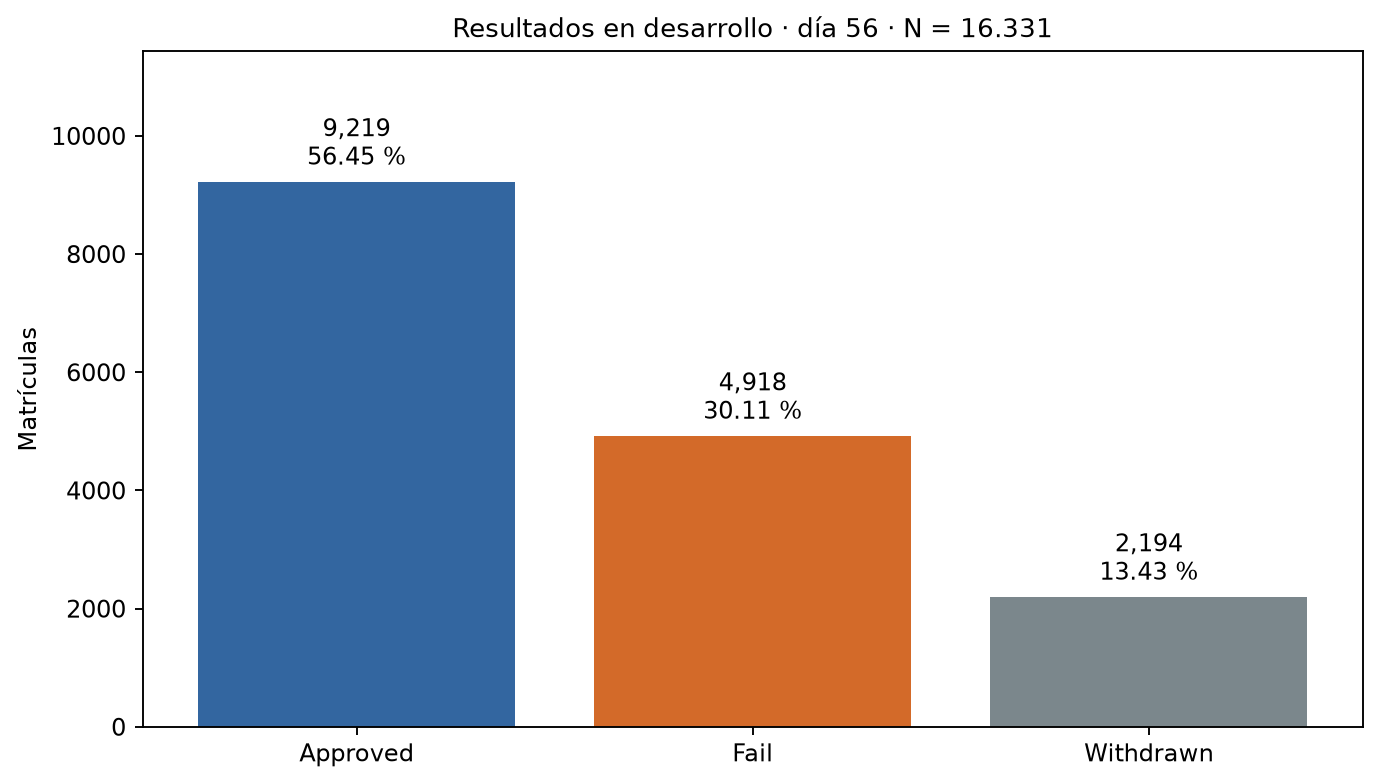 Resultados en desarrollo · día 56 · N = 16.331
Matrículas
10000
8000
6000
4000
2000
0
9,219
56.45 %
4,918
30.11 %
2,194
13.43 %
Approved
Fail
Withdrawn